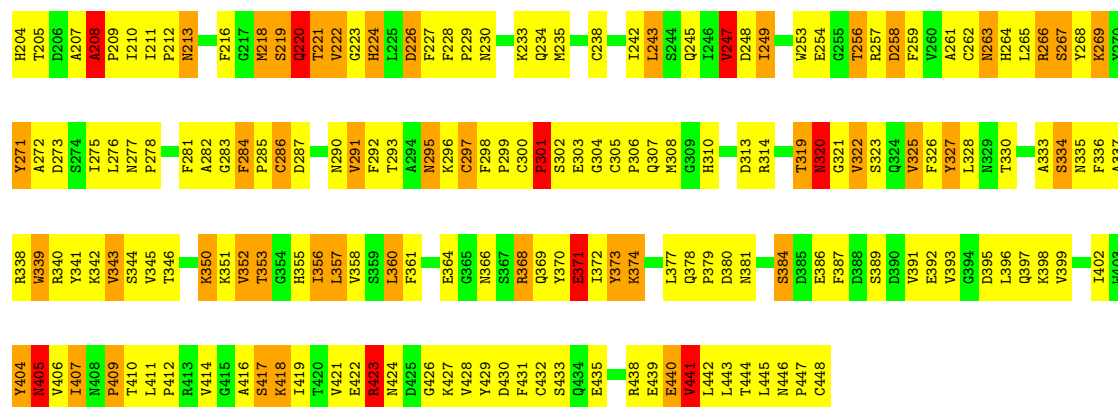 H204 T205 D206 A207 A208 P209 I210 I211 P212 N213 F216 G217 M218 S219 Q220 T221 V222 G223 H224 L225 D226 F227 F228 P229 N230 K233 Q234 M235 C238 I242 L243 S244 Q245 I246 V247 D248 I249 W253 E254 G255 T256 R257 D258 F259 V260 A261 C262 N263 H264 L265 R266 S267 Y268 K269 Y270
Y271 A272 D273 S274 I275 L276 N277 P278 F281 A282 G283 F284 P285 C286 D287 N290 V291 F292 T293 A294 N295 K296 C297 F298 P299 C300 P301 S302 E303 G304 C305 P306 Q307 M308 G309 H310 D313 R314 T319 N320 G321 V322 S323 Q324 V325 F326 Y327 L328 N329 T330 A333 S334 N335 F336 A337
R338 W339 R340 Y341 K342 V343 S344 V345 T346 K350 K351 V352 T353 G354 H355 I356 L357 V358 S359 L360 F361 E364 G365 N366 S367 R368 Q369 Y370 E371 I372 Y373 K374 L377 Q378 P379 D380 N381 S384 D385 E386 F387 D388 S389 D390 V391 E392 V393 G394 D395 L396 Q397 K398 V399 I402 W403
Y404 N405 V406 I407 N408 P409 T410 L411 P412 R413 V414 G415 A416 S417 K418 I419 T420 V421 E422 R423 N424 D425 G426 K427 V428 Y429 D430 F431 C432 S433 Q434 E435 R438 E439 E440 V441 L442 L443 T444 L445 N446 P447 C448